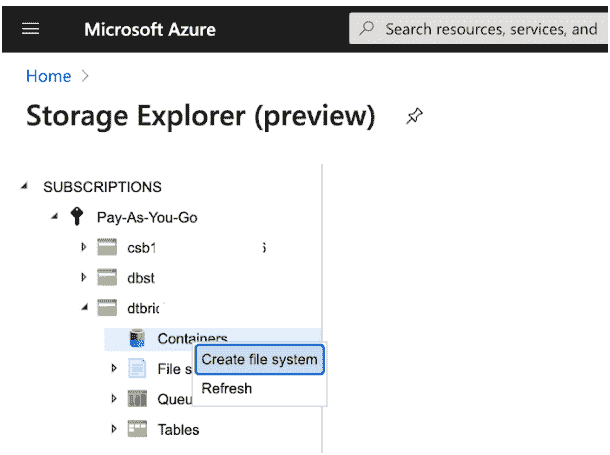 Microsoft Azure
Search resources, services, and
Home
Storage Explorer (preview)
SUBSCRIPTIONS
Pay-As-You-Go
csb1
dbst
dtbric
Containers
Create file system
File s
Refresh
Queu
Tables